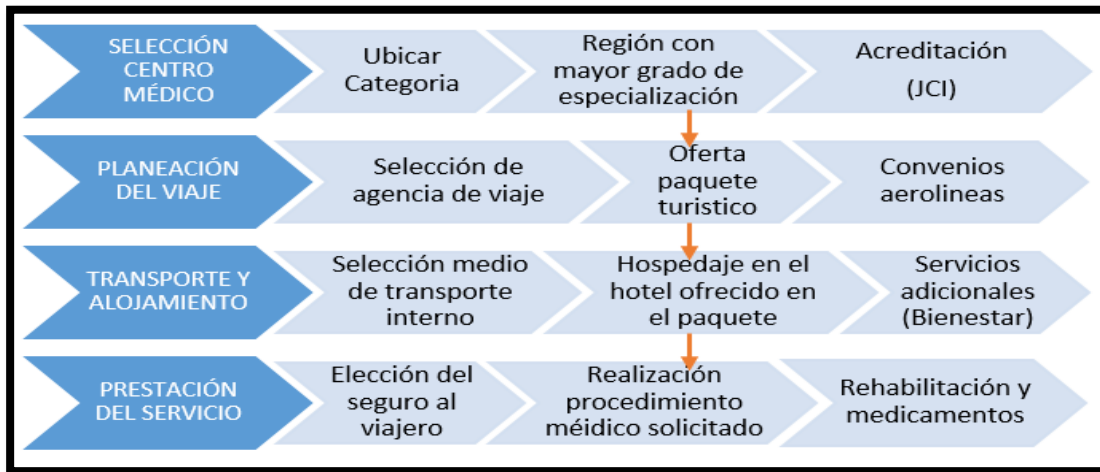 SELECCIÓN
CENTRO
MÉDICO
Ubicar
Categoria
Región con
mayor grado de
especialización
Acreditación
(JCI)
PLANEACIÓN
DEL VIAJE
Selección de
agencia de viaje
Oferta
paquete
turistico
Convenios
aerolineas
TRANSPORTE Y
ALOJAMIENTO
Selección medio
de transporte
interno
Hospedaje en el
hotel ofrecido en
el paquete
Servicios
adicionales
(Bienestar)
PRESTACIÓN
DEL SERVICIO
Elección del
seguro al
viajero
Realización
procedimiento
méidico solicitado
Rehabilitación y
medicamentos